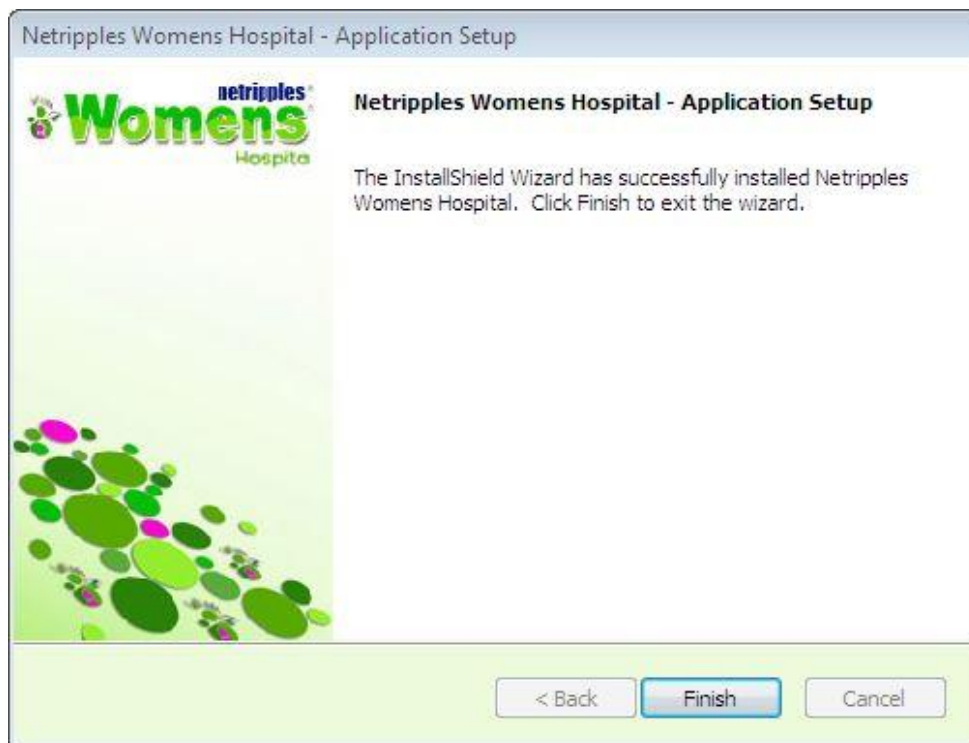 Netripples Womens Hospital - Application Setup
netripples
Womens
Hospita
Netripples Womens Hospital - Application Setup
The InstallShield Wizard has successfully installed Netripples
Womens Hospital. Click Finish to exit the wizard.
< Back Finish Cancel